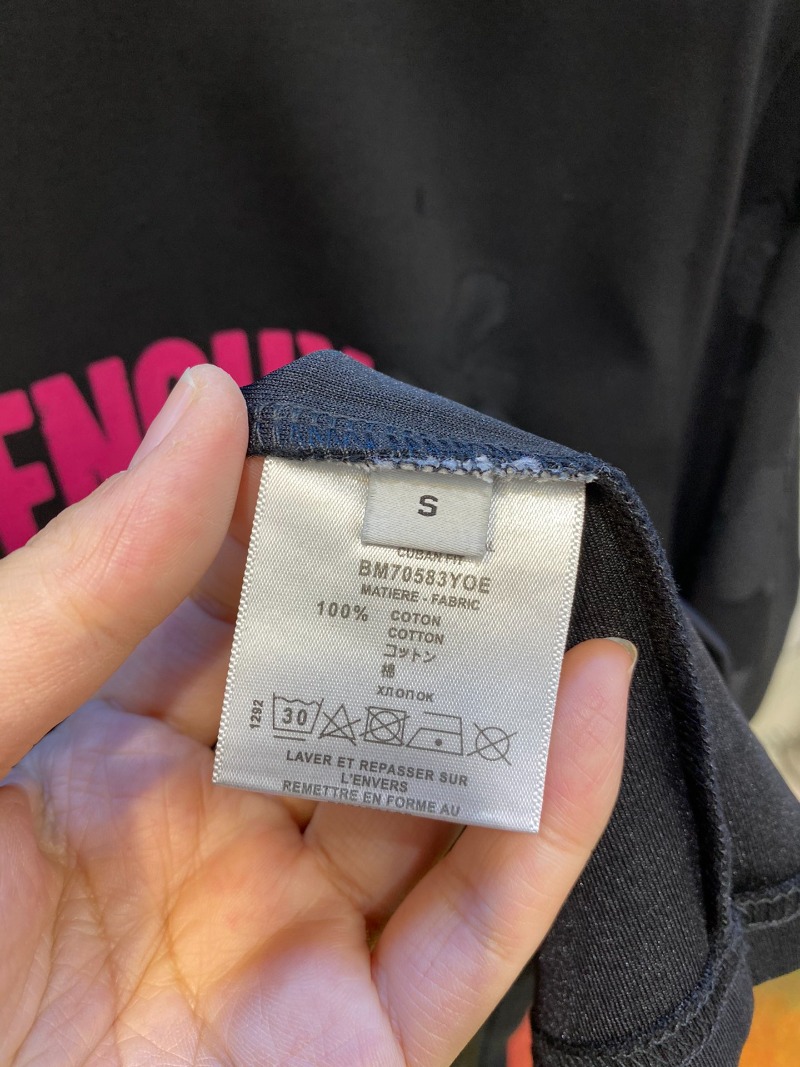 S
CUBAN FIT
BM70583YOE
MATIERE - FABRIC
100% COTON
COTTON
コットン
棉
хлопок
1292
30
LAVER ET REPASSER SUR
L'ENVERS
REMETTRE EN FORME AU